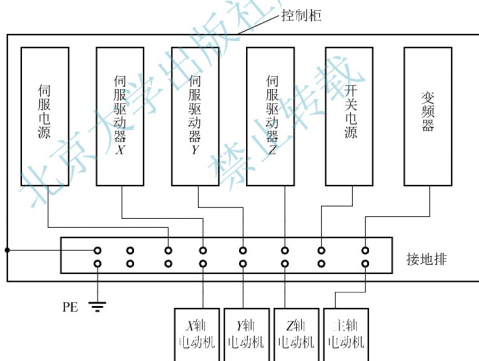 控制柜
伺服电源
伺服驱动器X
伺服驱动器Y
伺服驱动器Z
开关电源
变频器
接地排
PE
X轴
电动机
Y轴
电动机
Z轴
电动机
主轴
电动机
北京大学出版社
禁止转载